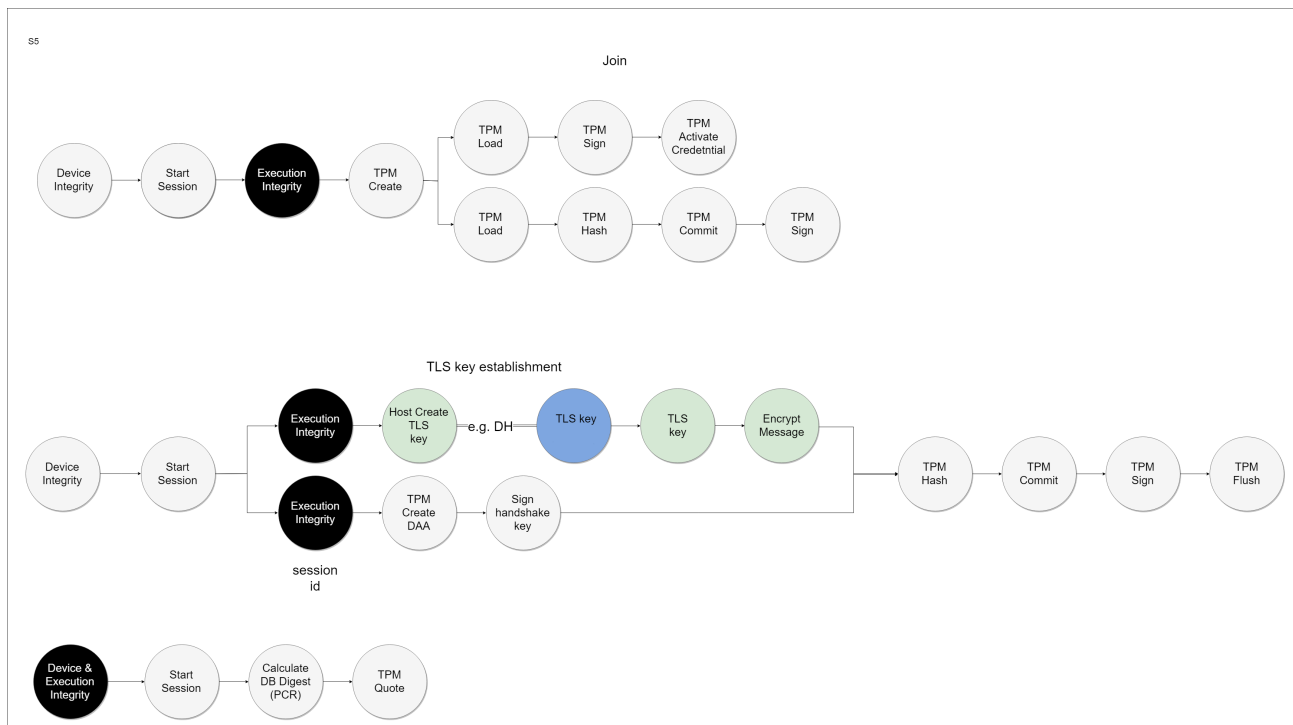 S5
Join
Device
Integrity
Start
Session
Execution
Integrity
TPM
Create
TPM
Load
TPM
Sign
TPM
Activate
Credetntial
TPM
Load
TPM
Hash
TPM
Commit
TPM
Sign
TLS key establishment
Device
Integrity
Start
Session
Execution
Integrity
Host Create
TLS
key
e.g. DH
TLS key
TLS
key
Encrypt
Message
Execution
Integrity
TPM
Create
DAA
Sign
handshake
key
session
id
TPM
Hash
TPM
Commit
TPM
Sign
TPM
Flush
Device &
Execution
Integrity
Start
Session
Calculate
DB Digest
(PCR)
TPM
Quote